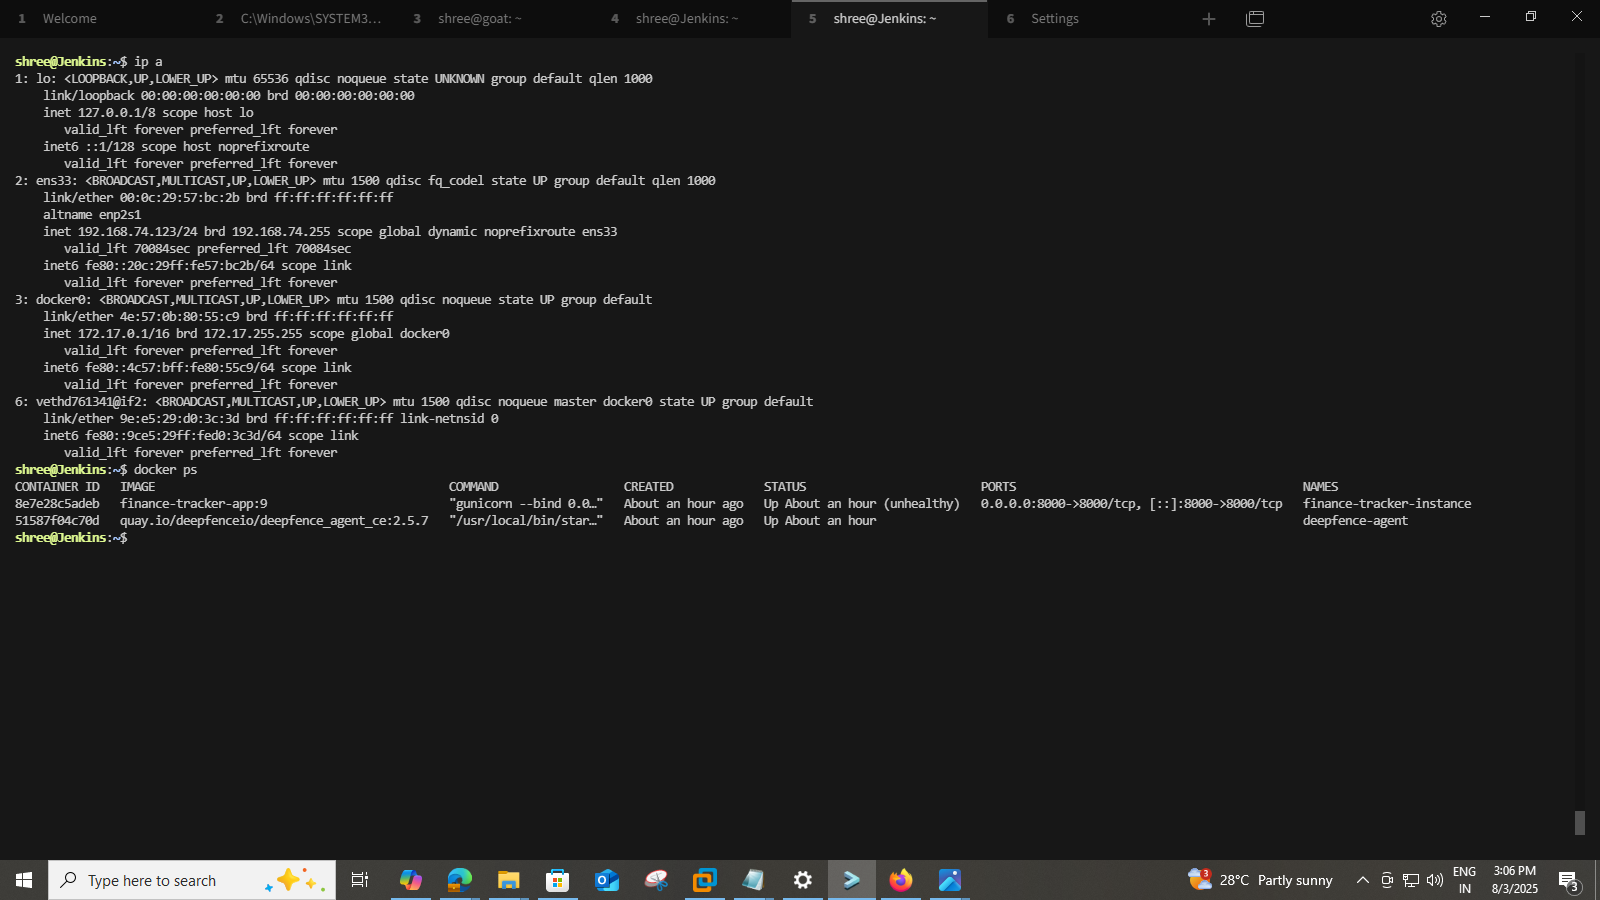 1 Welcome 2 C:\Windows\SYSTEM3... 3 shree@goat: ~ 4 shree@Jenkins: ~ 5 shree@Jenkins: ~ 6 Settings
shree@Jenkins:~$ ip a
1: lo: <LOOPBACK,UP,LOWER_UP> mtu 65536 qdisc noqueue state UNKNOWN group default qlen 1000
    link/loopback 00:00:00:00:00:00 brd 00:00:00:00:00:00
    inet 127.0.0.1/8 scope host lo
       valid_lft forever preferred_lft forever
    inet6 ::1/128 scope host noprefixroute
       valid_lft forever preferred_lft forever
2: ens33: <BROADCAST,MULTICAST,UP,LOWER_UP> mtu 1500 qdisc fq_codel state UP group default qlen 1000
    link/ether 00:0c:29:57:bc:2b brd ff:ff:ff:ff:ff:ff
    altname enp2s1
    inet 192.168.74.123/24 brd 192.168.74.255 scope global dynamic noprefixroute ens33
       valid_lft 70084sec preferred_lft 70084sec
    inet6 fe80::20c:29ff:fe57:bc2b/64 scope link
       valid_lft forever preferred_lft forever
3: docker0: <BROADCAST,MULTICAST,UP,LOWER_UP> mtu 1500 qdisc noqueue state UP group default
    link/ether 4e:57:0b:80:55:c9 brd ff:ff:ff:ff:ff:ff
    inet 172.17.0.1/16 brd 172.17.255.255 scope global docker0
       valid_lft forever preferred_lft forever
    inet6 fe80::4c57:bff:fe80:55c9/64 scope link
       valid_lft forever preferred_lft forever
6: vethd761341@if2: <BROADCAST,MULTICAST,UP,LOWER_UP> mtu 1500 qdisc noqueue master docker0 state UP group default
    link/ether 9e:e5:29:d0:3c:3d brd ff:ff:ff:ff:ff:ff link-netnsid 0
    inet6 fe80::9ce5:29ff:fed0:3c3d/64 scope link
       valid_lft forever preferred_lft forever
shree@Jenkins:~$ docker ps
CONTAINER ID   IMAGE   COMMAND   CREATED   STATUS   PORTS   NAMES
8e7e28c5adeb   finance-tracker-app:9   "gunicorn --bind 0.0…"   About an hour ago   Up About an hour (unhealthy)   0.0.0.0:8000->8000/tcp, [::]:8000->8000/tcp   finance-tracker-instance
51587f04c70d   quay.io/deepfenceio/deepfence_agent_ce:2.5.7   "/usr/local/bin/star…"   About an hour ago   Up About an hour   deepfence-agent
shree@Jenkins:~$
Type here to search
3 28°C Partly sunny
ENG
IN
3:06 PM
8/3/2025
3